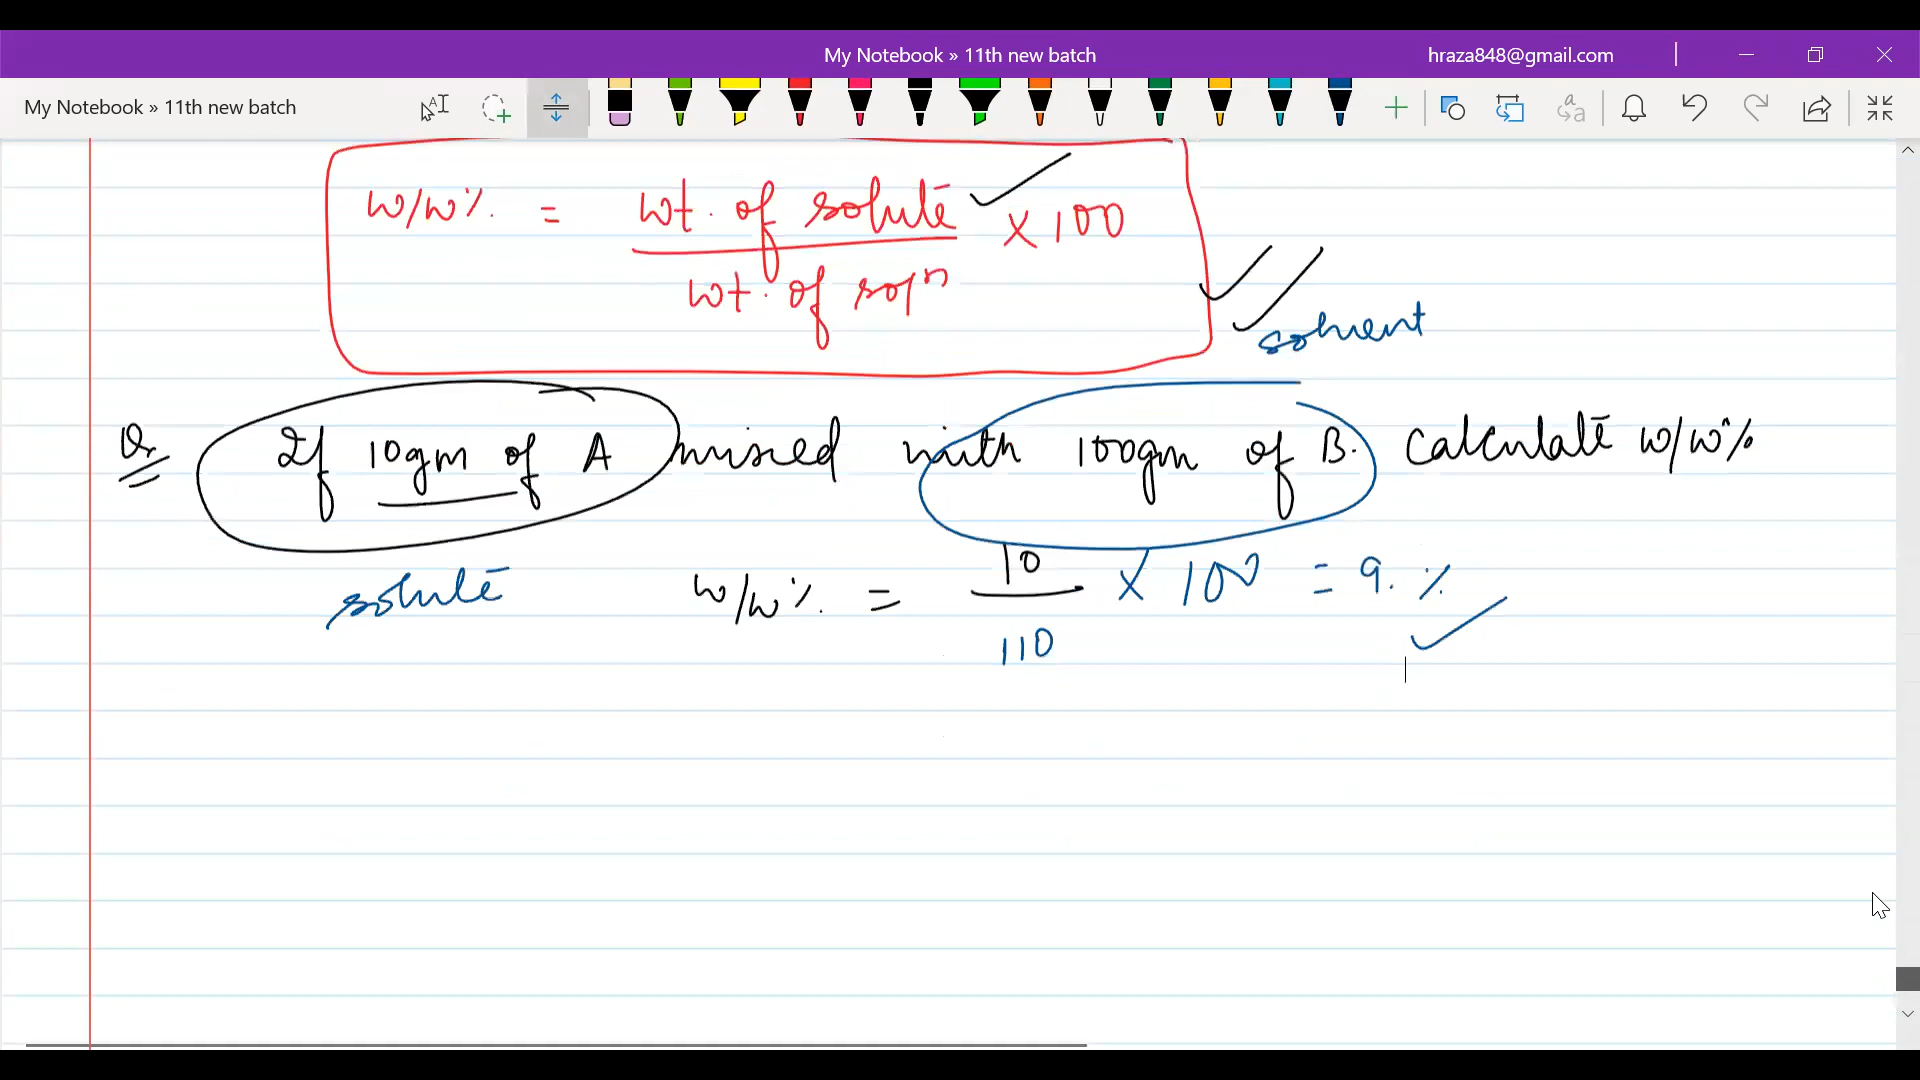 My Notebook » 11th new batch
hraza848@gmail.com
My Notebook » 11th new batch
w/w% = wt. of solute × 100
wt. of solⁿ
solvent
Q. If 10gm of A mixed with 100gm of B. Calculate w/w%
solute
w/w% = 10 × 100 = 9. %
110